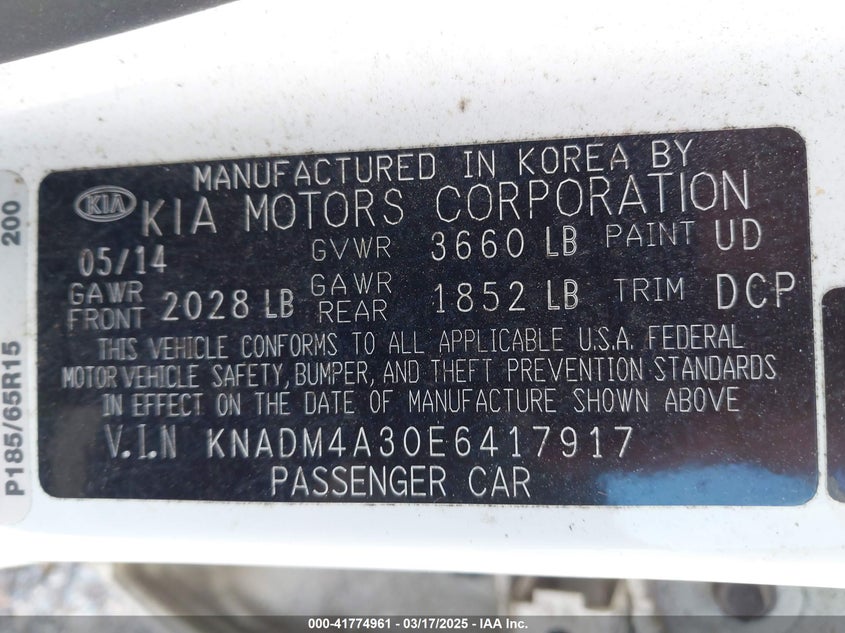 MANUFACTURED IN KOREA BY
KIA KIA MOTORS CORPORATION
05/14 GVWR 3660 LB PAINT UD
GAWR FRONT 2028 LB GAWR REAR 1852 LB TRIM DCP
THIS VEHICLE CONFORMS TO ALL APPLICABLE U.S.A. FEDERAL
MOTOR VEHICLE SAFETY, BUMPER, AND THEFT PREVENTION STANDARDS
IN EFFECT ON THE DATE OF MANUFACTURE SHOWN ABOVE
V.I.N KNADM4A30E6417917
PASSENGER CAR
P185/65R15 200
000-41774961 - 03/17/2025 - IAA, Inc.